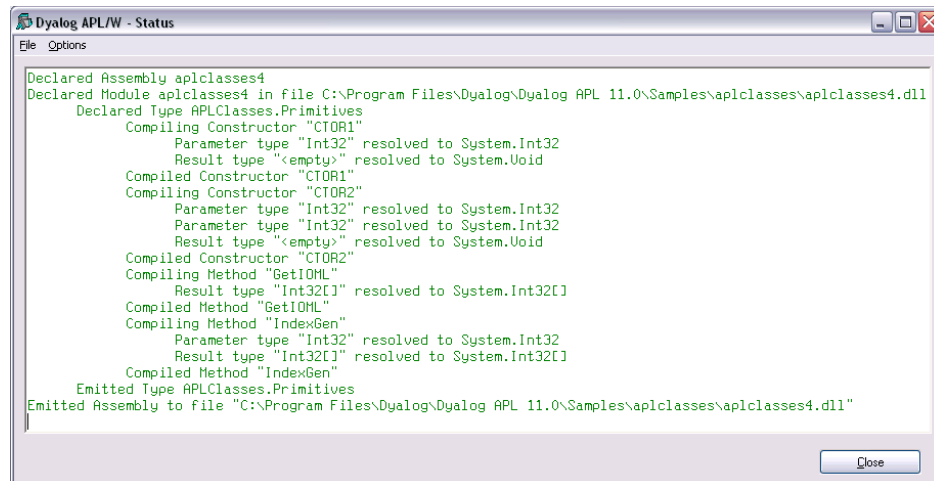 Dyalog APL/W - Status
File Options
Declared Assembly aplclasses4
Declared Module aplclasses4 in file C:\Program Files\Dyalog\Dyalog APL 11.0\Samples\aplclasses\aplclasses4.dll
Declared Type APLClasses.Primitives
Compiling Constructor "CTOR1"
Parameter type "Int32" resolved to System.Int32
Result type "<empty>" resolved to System.Void
Compiled Constructor "CTOR1"
Compiling Constructor "CTOR2"
Parameter type "Int32" resolved to System.Int32
Parameter type "Int32" resolved to System.Int32
Result type "<empty>" resolved to System.Void
Compiled Constructor "CTOR2"
Compiling Method "GetIOML"
Result type "Int32[]" resolved to System.Int32[]
Compiled Method "GetIOML"
Compiling Method "IndexGen"
Parameter type "Int32" resolved to System.Int32
Result type "Int32[]" resolved to System.Int32[]
Compiled Method "IndexGen"
Emitted Type APLClasses.Primitives
Emitted Assembly to file "C:\Program Files\Dyalog\Dyalog APL 11.0\Samples\aplclasses\aplclasses4.dll"
Close